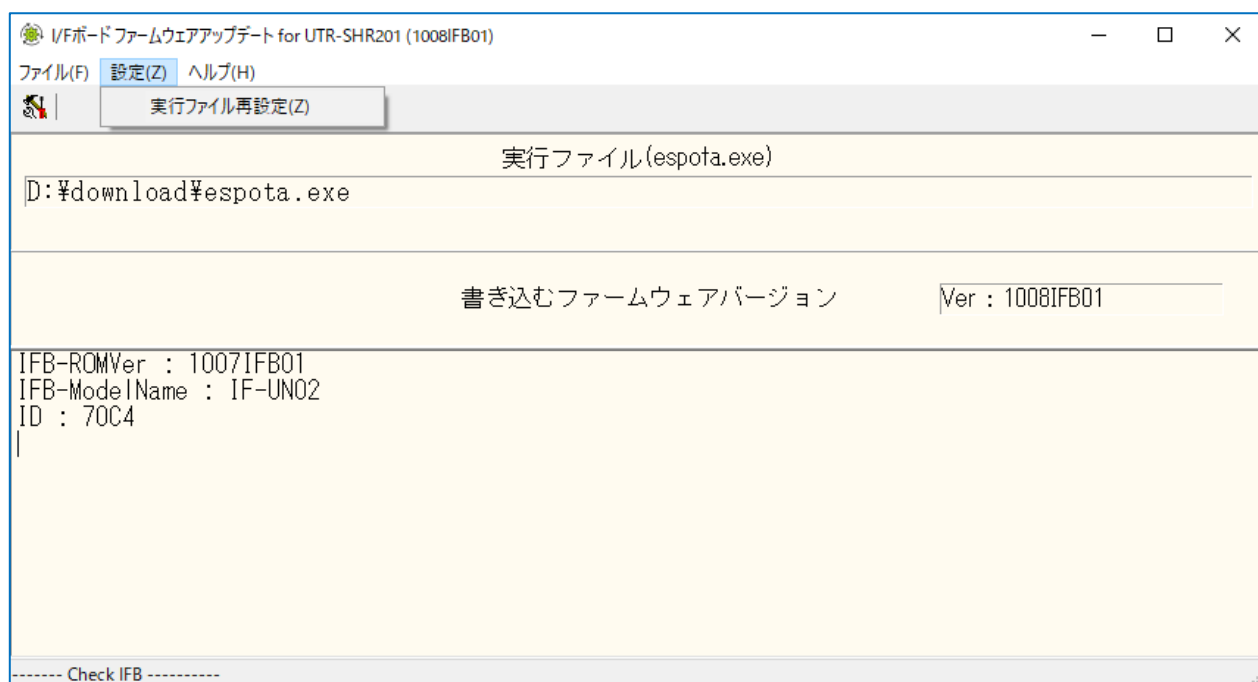 I/Fボード ファームウェアアップデート for UTR-SHR201 (1008IFB01)
ファイル(F) 設定(Z) ヘルプ(H)
実行ファイル再設定(Z)
実行ファイル(espota.exe)
D:¥download¥espota.exe
書き込むファームウェアバージョン Ver : 1008IFB01
IFB-ROMVer : 1007IFB01
IFB-ModelName : IF-UN02
ID : 70C4
------- Check IFB ----------